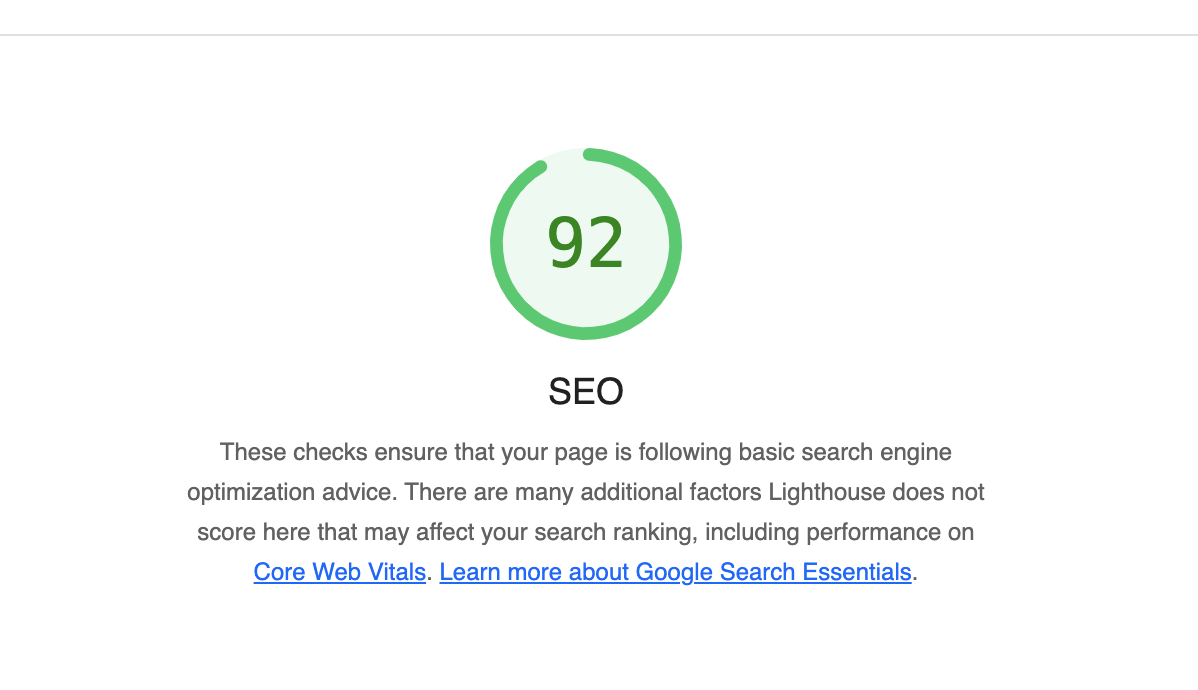 92
SEO
These checks ensure that your page is following basic search engine
optimization advice. There are many additional factors Lighthouse does not
score here that may affect your search ranking, including performance on
Core Web Vitals. Learn more about Google Search Essentials.